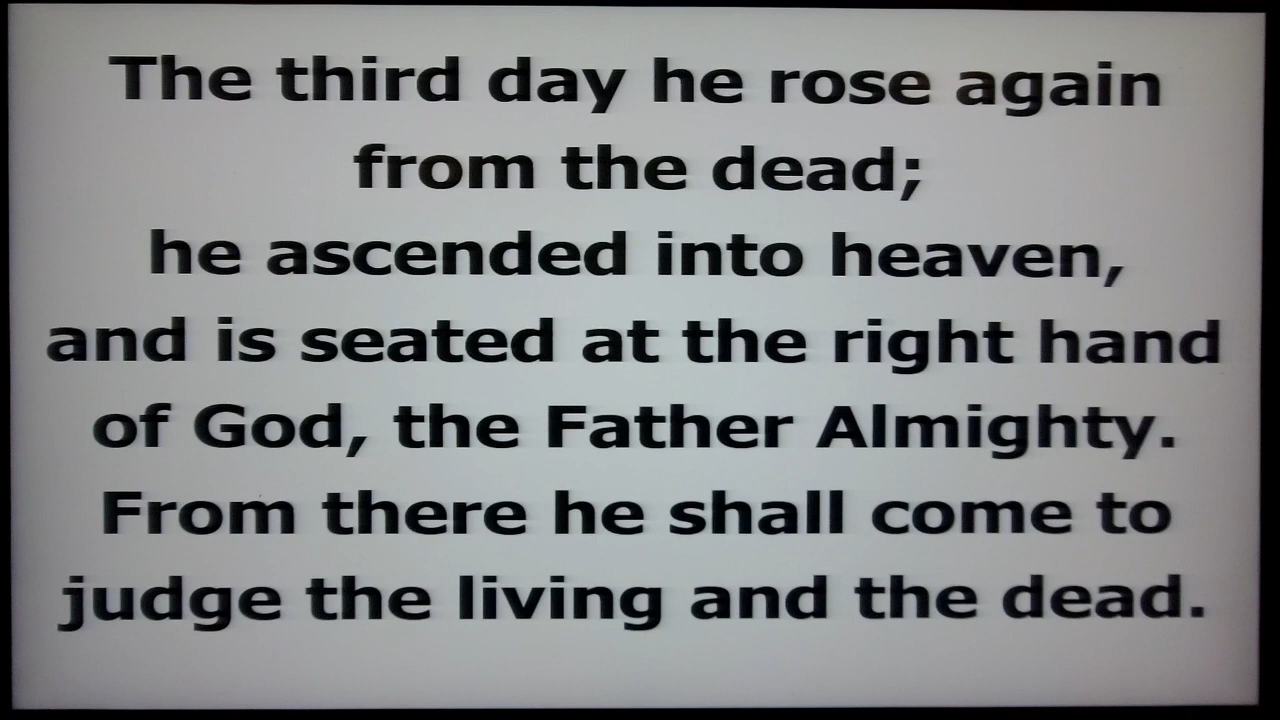 The third day he rose again
from the dead;
he ascended into heaven,
and is seated at the right hand
of God, the Father Almighty.
From there he shall come to
judge the living and the dead.